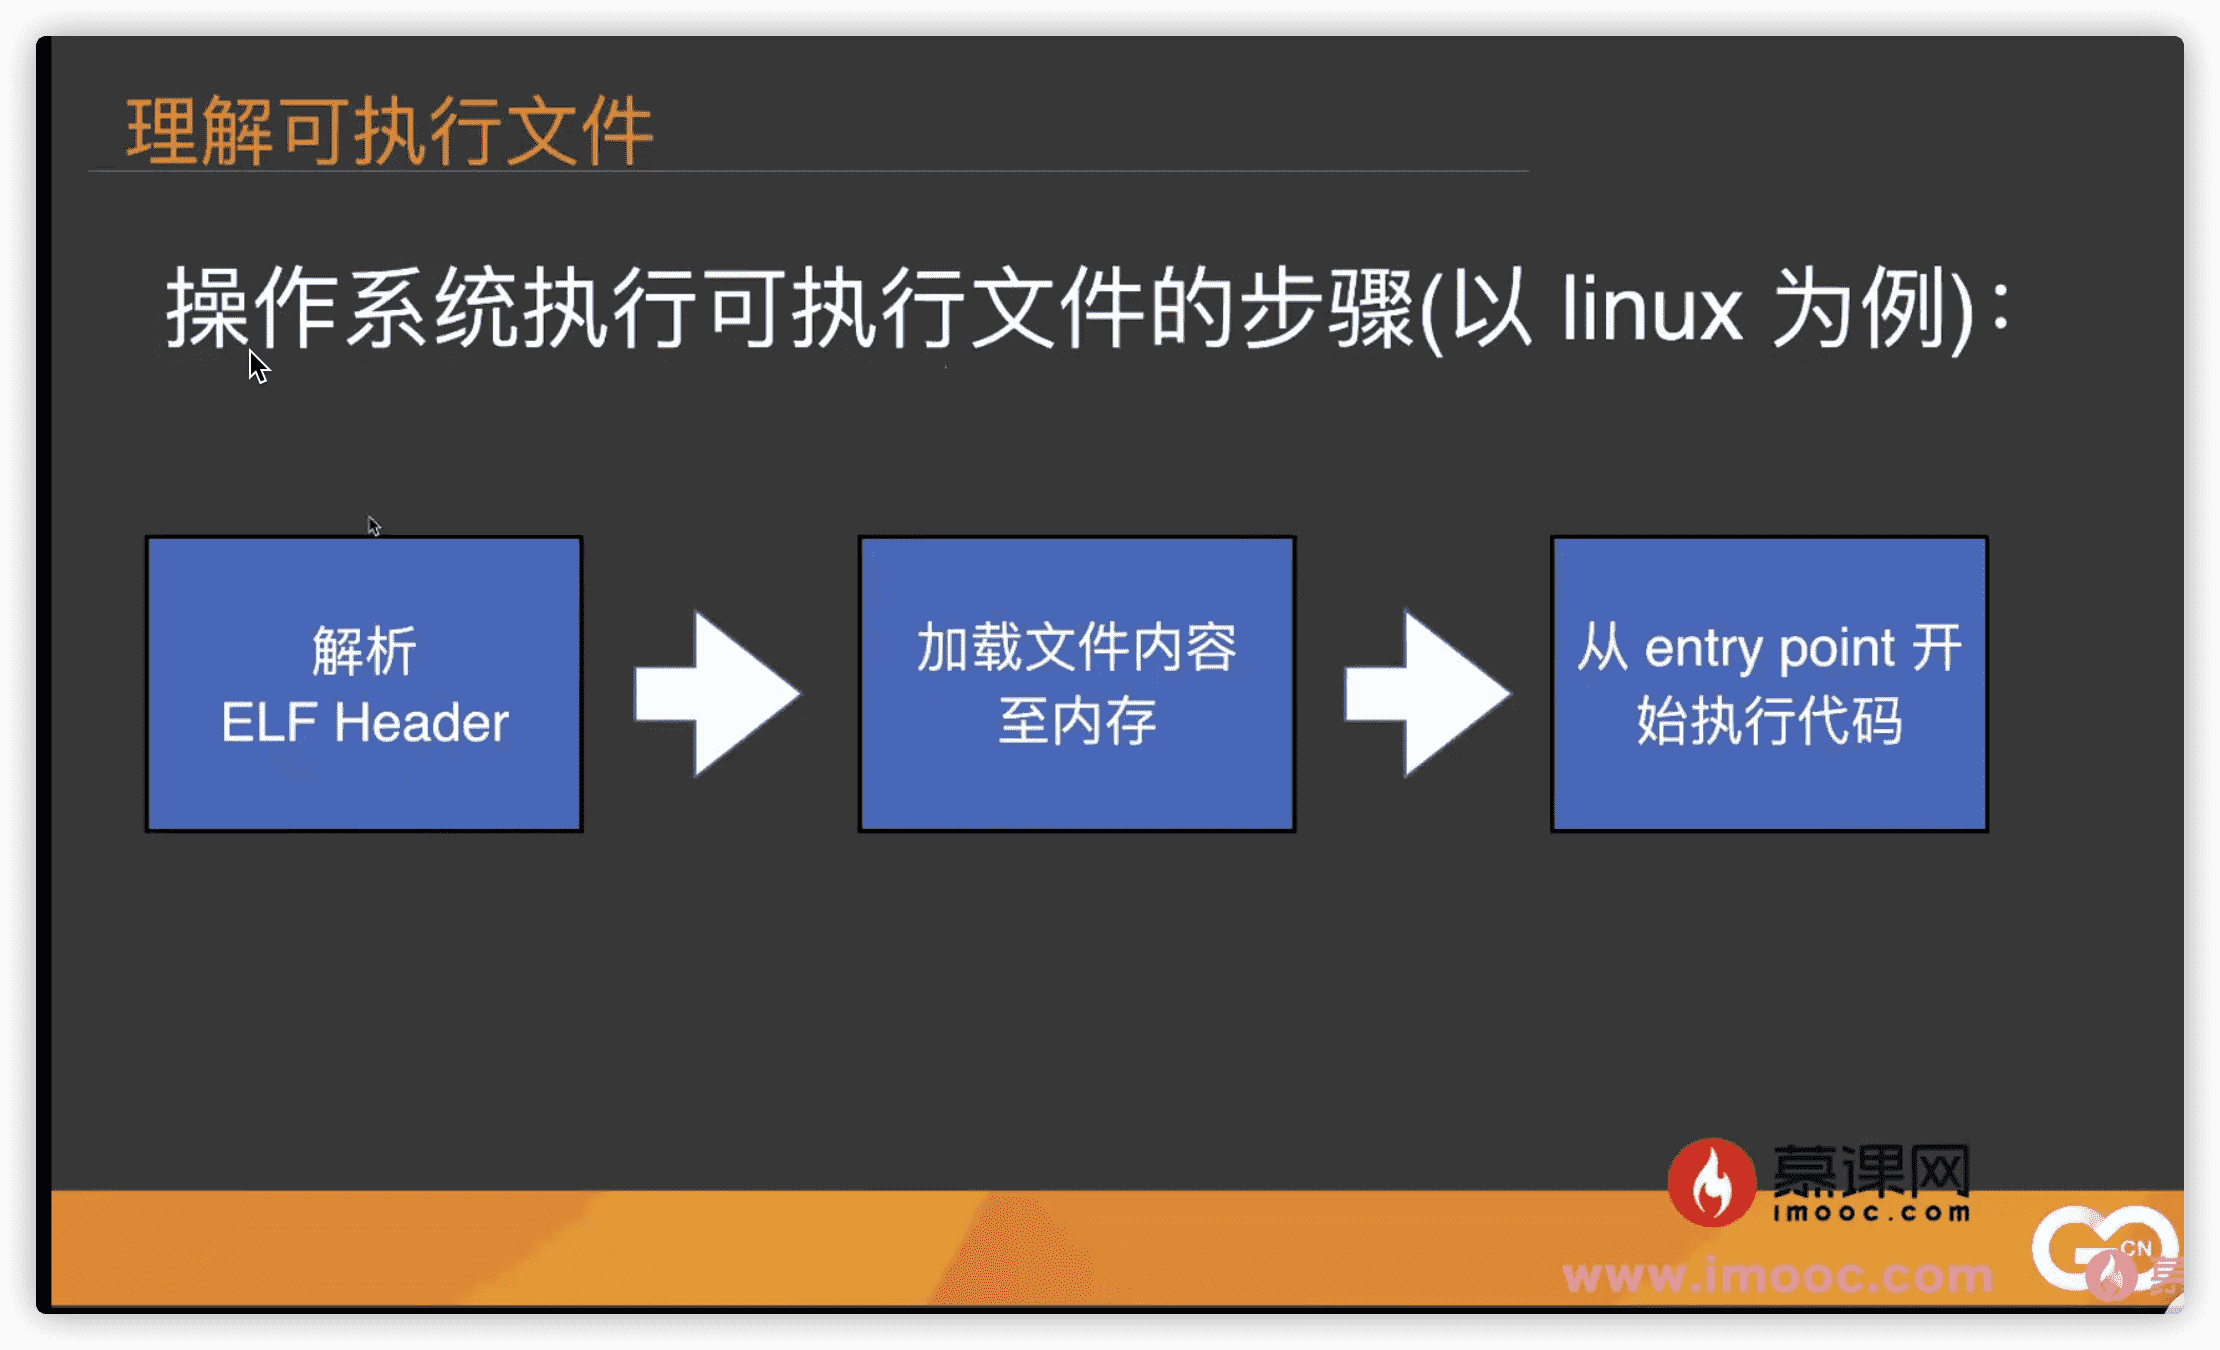 理解可执行文件
操作系统执行可执行文件的步骤(以 linux 为例)：
解析
ELF Header
加载文件内容
至内存
从 entry point 开
始执行代码
慕课网
imooc.com
www.imooc.com
GO
CN